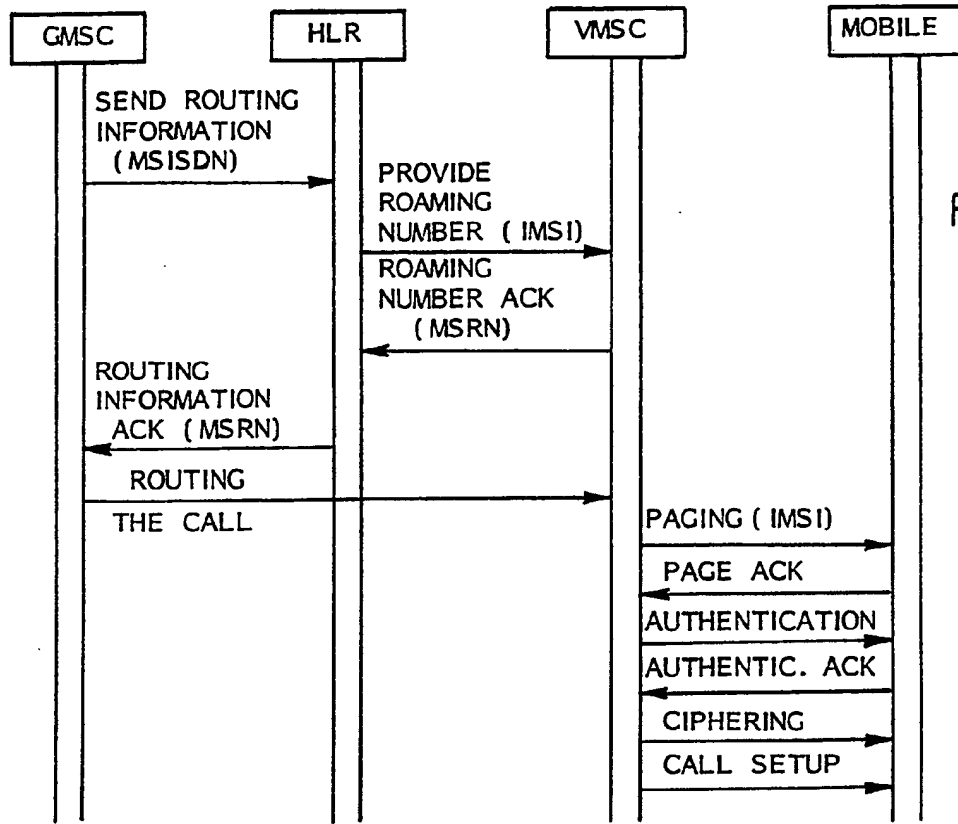 GMSC
HLR
VMSC
MOBILE
SEND ROUTING
INFORMATION
(MSISDN)
PROVIDE
ROAMING
NUMBER (IMSI)
ROAMING
NUMBER ACK
(MSRN)
ROUTING
INFORMATION
ACK (MSRN)
ROUTING
THE CALL
PAGING (IMSI)
PAGE ACK
AUTHENTICATION
AUTHENTIC. ACK
CIPHERING
CALL SETUP